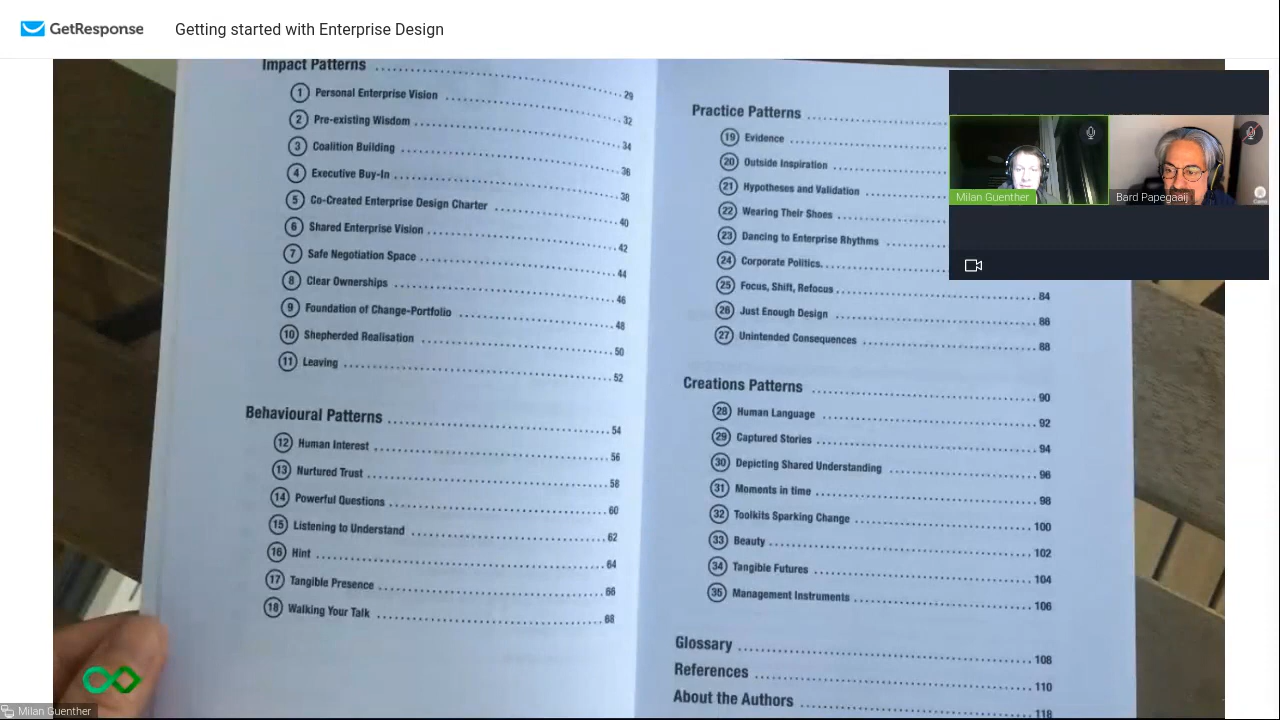 GetResponse
Getting started with Enterprise Design
Impact Patterns ........ 29
1 Personal Enterprise Vision ........ 32
2 Pre-existing Wisdom ........ 34
3 Coalition Building ........ 36
4 Executive Buy-In ........ 38
5 Co-Created Enterprise Design Charter ........ 40
6 Shared Enterprise Vision ........ 42
7 Safe Negotiation Space ........ 44
8 Clear Ownerships ........ 46
9 Foundation of Change-Portfolio ........ 48
10 Shepherded Realisation ........ 50
11 Leaving ........ 52
Behavioural Patterns ........ 54
12 Human Interest ........ 56
13 Nurtured Trust ........ 58
14 Powerful Questions ........ 60
15 Listening to Understand ........ 62
16 Hint ........ 64
17 Tangible Presence ........ 66
18 Walking Your Talk ........ 68
Practice Patterns ........
19 Evidence ........
20 Outside Inspiration ........
21 Hypotheses and Validation ........
22 Wearing Their Shoes ........
23 Dancing to Enterprise Rhythms ........
24 Corporate Politics ........
25 Focus, Shift, Refocus ........ 84
26 Just Enough Design ........ 86
27 Unintended Consequences ........ 88
Creations Patterns ........ 90
28 Human Language ........ 92
29 Captured Stories ........ 94
30 Depicting Shared Understanding ........ 96
31 Moments in time ........ 98
32 Toolkits Sparking Change ........ 100
33 Beauty ........ 102
34 Tangible Futures ........ 104
35 Management Instruments ........ 106
Glossary ........ 108
References ........ 110
About the Authors ........ 118
Milan Guenther
Bard Papegaaij
Milan Guenther